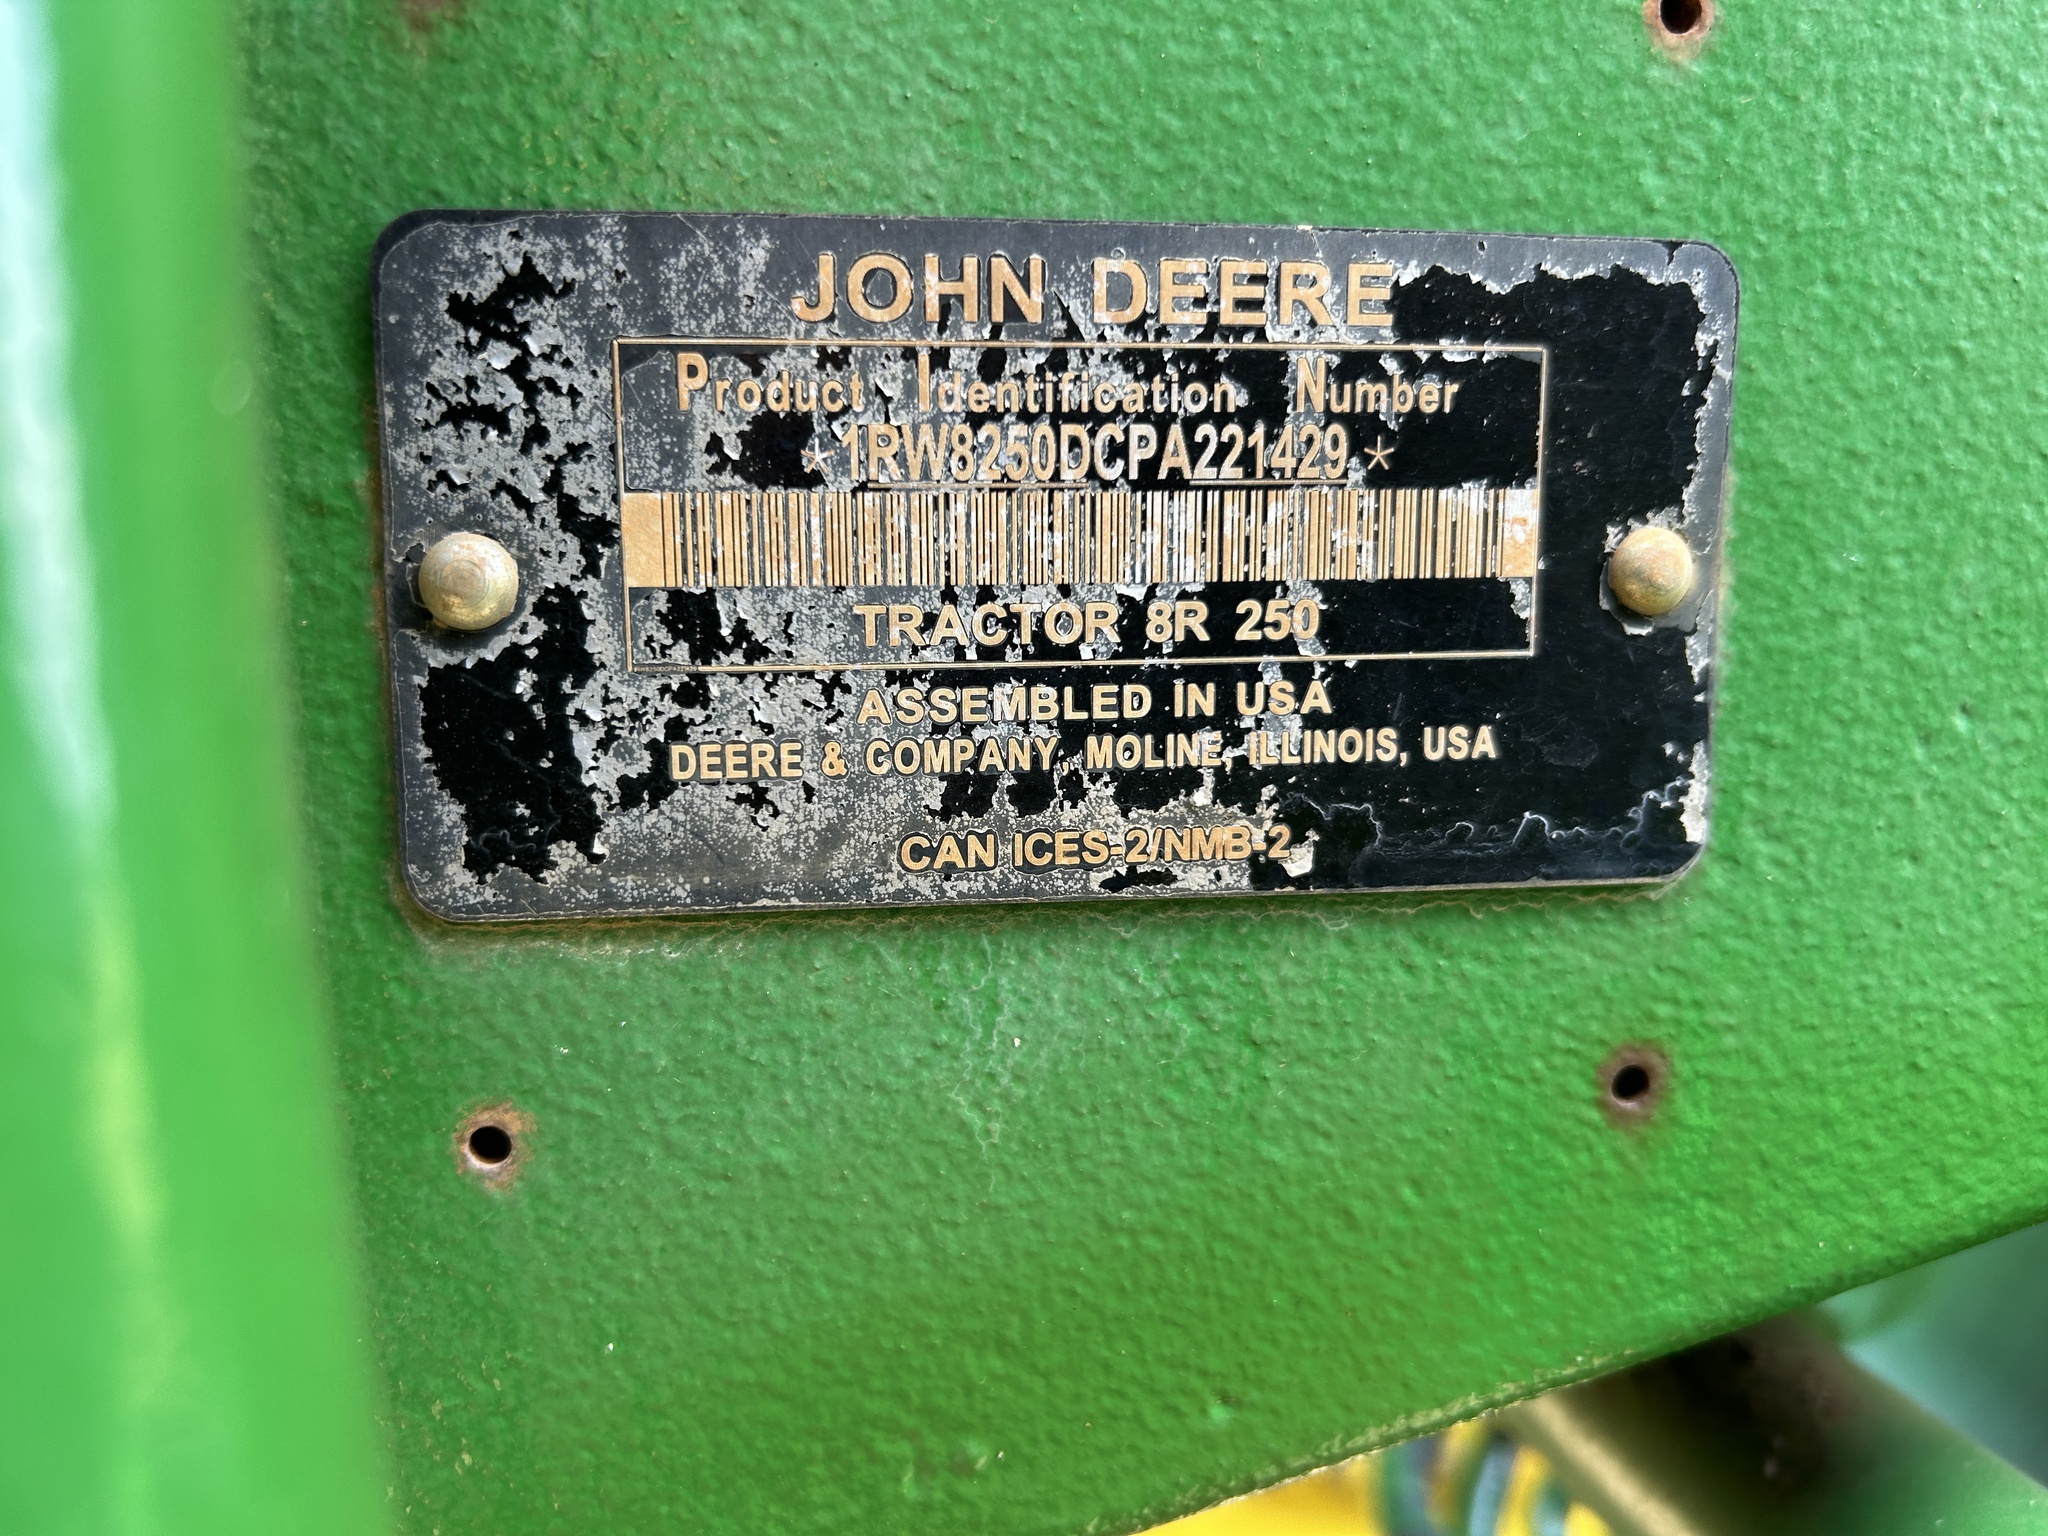 JOHN DEERE
Product Identification Number
*1RW8250DCPA221429*
TRACTOR 8R 250
1RW8250DCPA221429
ASSEMBLED IN USA
DEERE & COMPANY, MOLINE, ILLINOIS, USA
CAN ICES-2/NMB-2